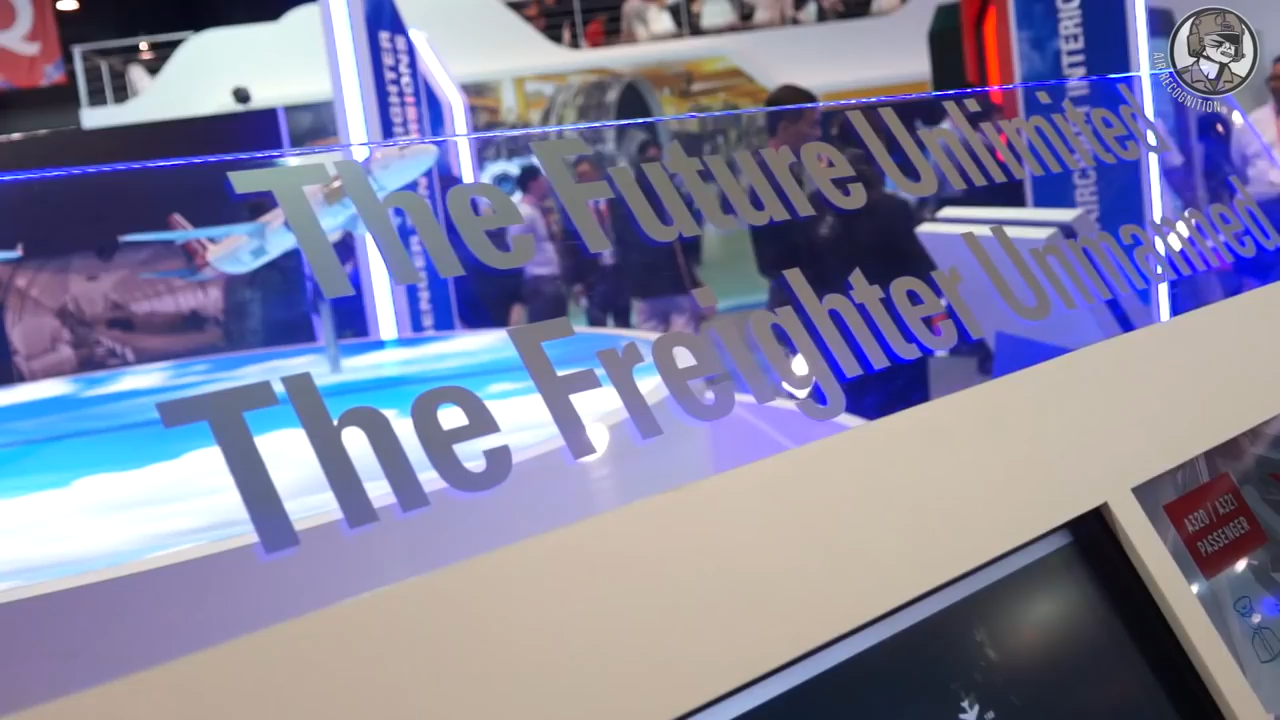 The Future Unlimited
The Freighter Unmanned
A320 / A321
PASSENGER
AIR RECOGNITION